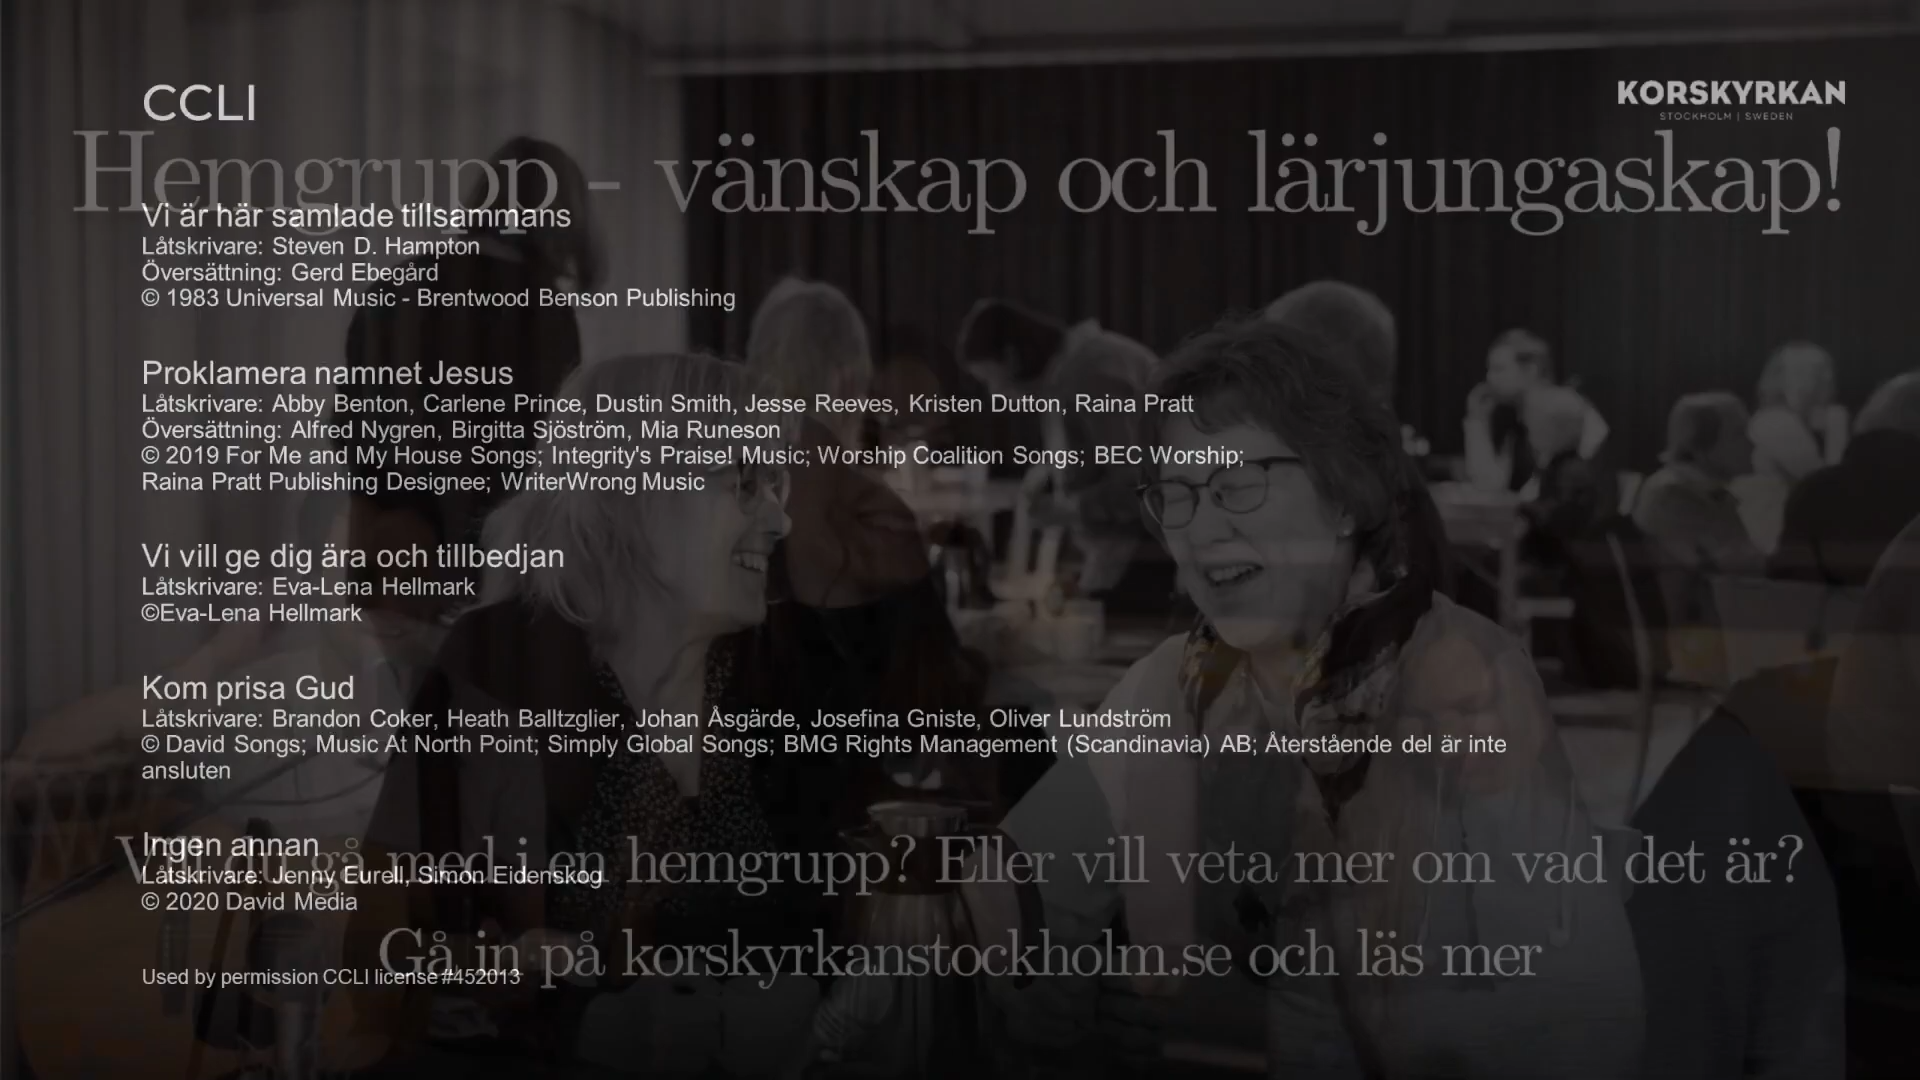 CCLI
KORSKYRKAN
STOCKHOLM | SWEDEN
Hemgrupp - vänskap och lärjungaskap!
Vi är här samlade tillsammans
Låtskrivare: Steven D. Hampton
Översättning: Gerd Ebegård
© 1983 Universal Music - Brentwood Benson Publishing
Proklamera namnet Jesus
Låtskrivare: Abby Benton, Carlene Prince, Dustin Smith, Jesse Reeves, Kristen Dutton, Raina Pratt
Översättning: Alfred Nygren, Birgitta Sjöström, Mia Runeson
© 2019 For Me and My House Songs; Integrity's Praise! Music; Worship Coalition Songs; BEC Worship;
Raina Pratt Publishing Designee; WriterWrong Music
Vi vill ge dig ära och tillbedjan
Låtskrivare: Eva-Lena Hellmark
©Eva-Lena Hellmark
Kom prisa Gud
Låtskrivare: Brandon Coker, Heath Balltzglier, Johan Åsgärde, Josefina Gniste, Oliver Lundström
© David Songs; Music At North Point; Simply Global Songs; BMG Rights Management (Scandinavia) AB; Återstående del är inte
ansluten
Ingen annan
Låtskrivare: Jenny Eurell, Simon Eidenskog
© 2020 David Media
Vill du gå med i en hemgrupp? Eller vill veta mer om vad det är?
Gå in på korskyrkanstockholm.se och läs mer
Used by permission CCLI license #452013